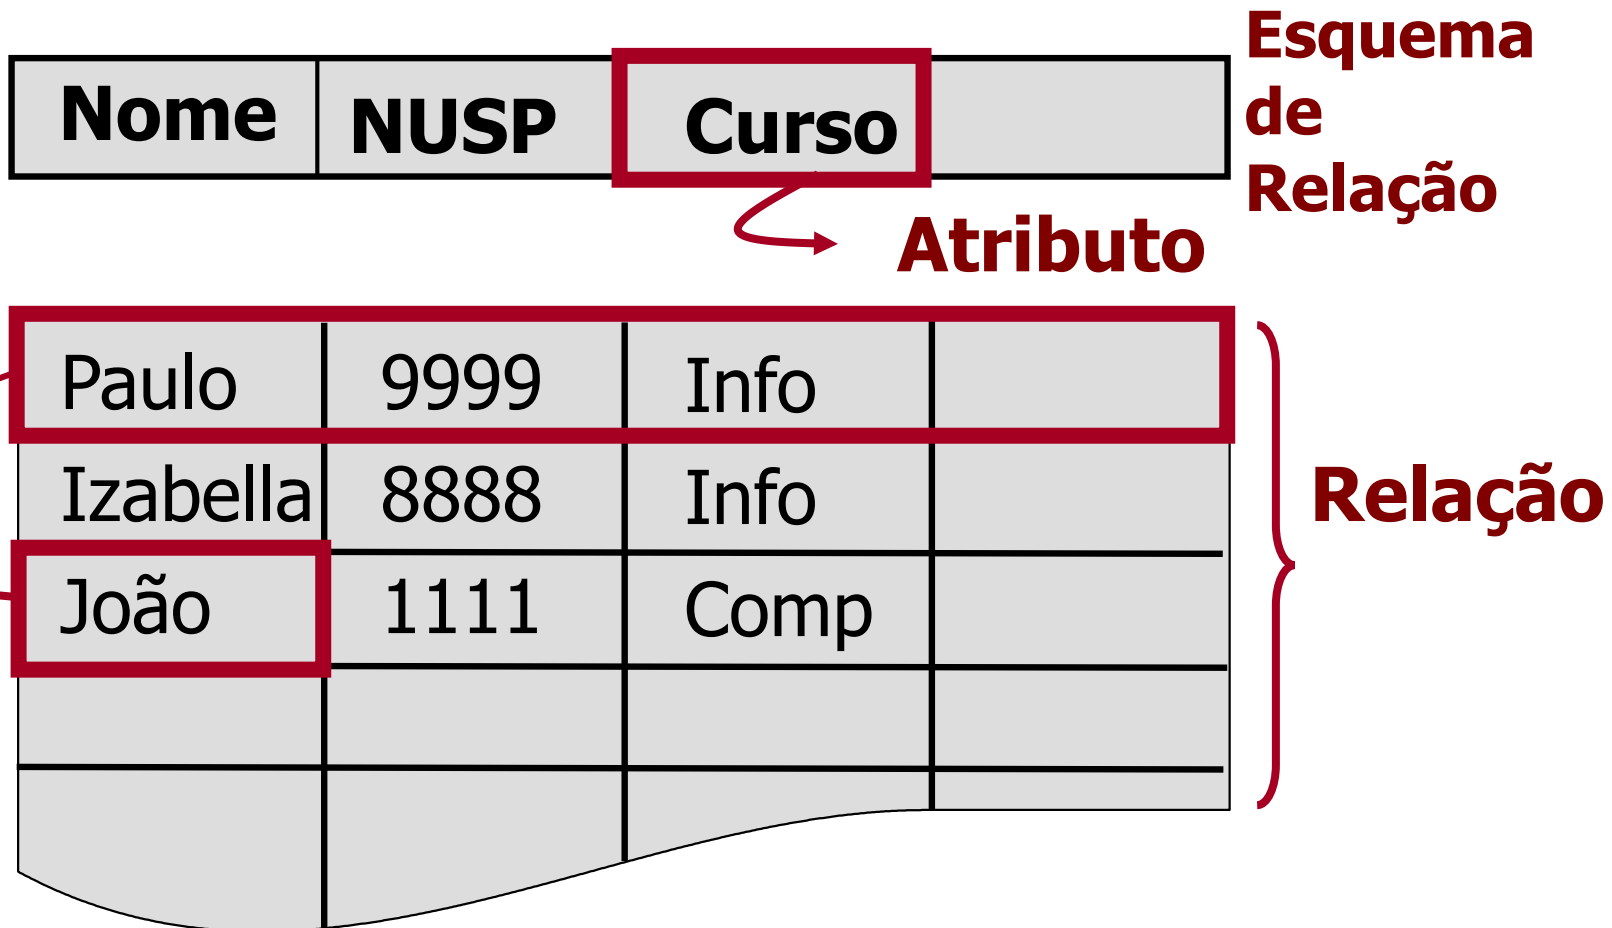 Esquema
de
Relação
Nome NUSP Curso
Atributo
Paulo 9999 Info
Izabella 8888 Info
João 1111 Comp
Relação